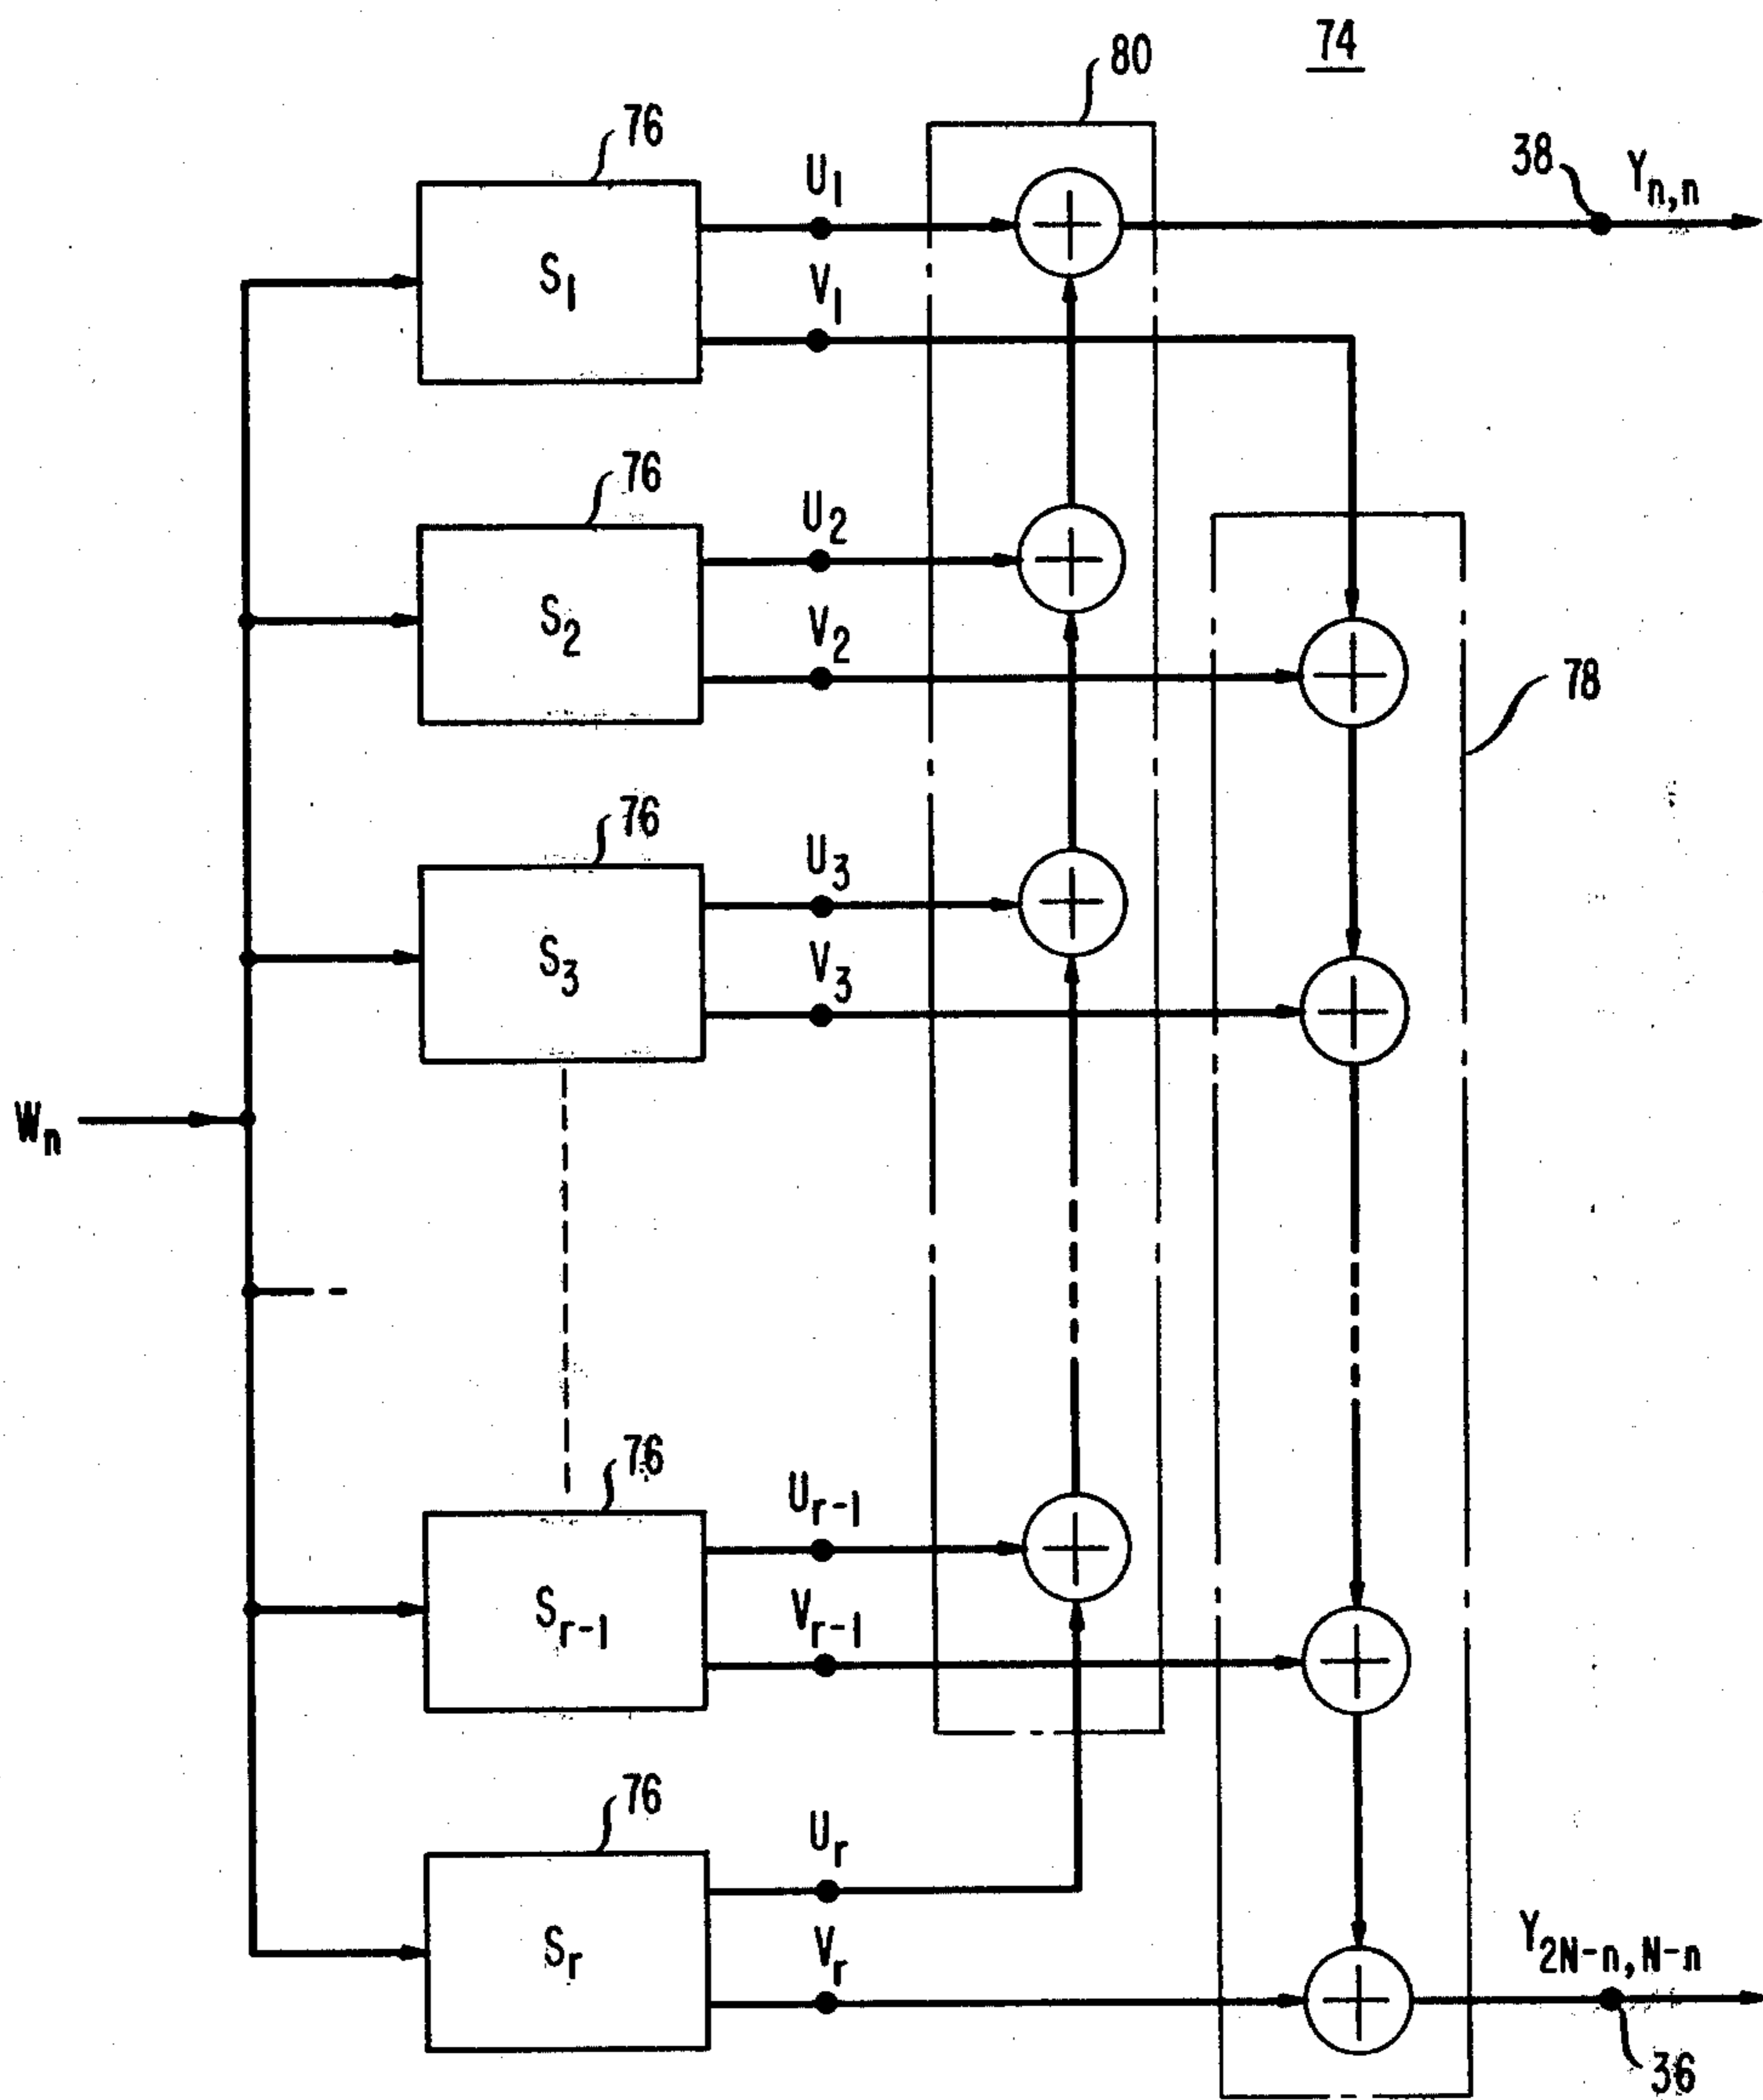 74
80
76
38
Yn,n
U1
S1
V1
76
U2
S2
V2
78
76
U3
S3
V3
Wn
76
Ur-1
Sr-1
Vr-1
76
Ur
Sr
Vr
Y2N-n,N-n
36